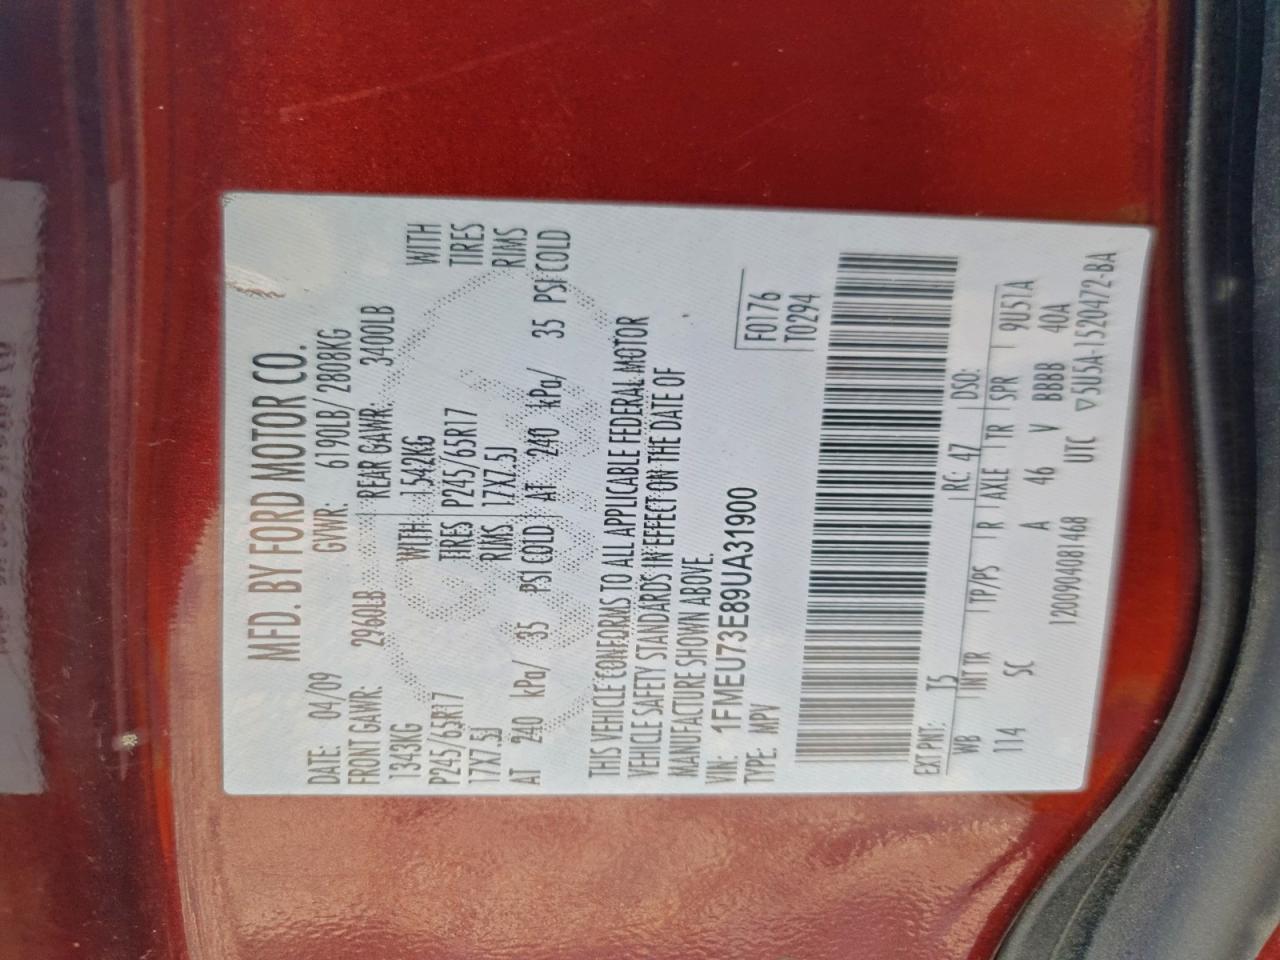 MFD. BY FORD MOTOR CO.
DATE: 04/09 GVWR: 6190LB/ 2808KG
FRONT GAWR: 2960LB REAR GAWR: 3400LB
1343KG WITH 1542KG WITH
P245/65R17 TIRES P245/65R17 TIRES
17X7.5J RIMS 17X7.5J RIMS
AT 240 kPa/ 35 PSI COLD AT 240 kPa/ 35 PSI COLD
THIS VEHICLE CONFORMS TO ALL APPLICABLE FEDERAL MOTOR
VEHICLE SAFETY STANDARDS IN EFFECT ON THE DATE OF
MANUFACTURE SHOWN ABOVE.
VIN: 1FMEU73E89UA31900
TYPE: MPV
F0176
T0294
EXT PNT: T5 RC: 47 DSO:
WB INT TR TP/PS R AXLE TR SPR 9U51A
114 SC A 46 V BBBB 40A
12009040B1468 UTC ▽5U5A-1520472-BA